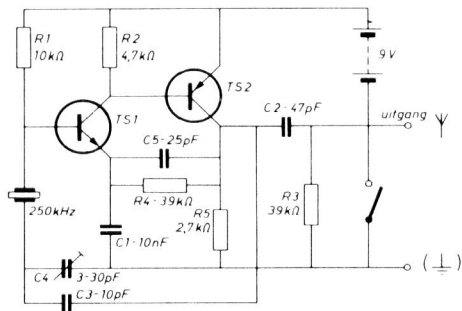 R1
10kΩ
R2
4,7kΩ
TS1
TS2
9V
C2-47pF
uitgang
C5-25pF
R4-39kΩ
R3
39kΩ
250kHz
C1-10nF
R5
2,7kΩ
C4
3-30pF
C3-10pF